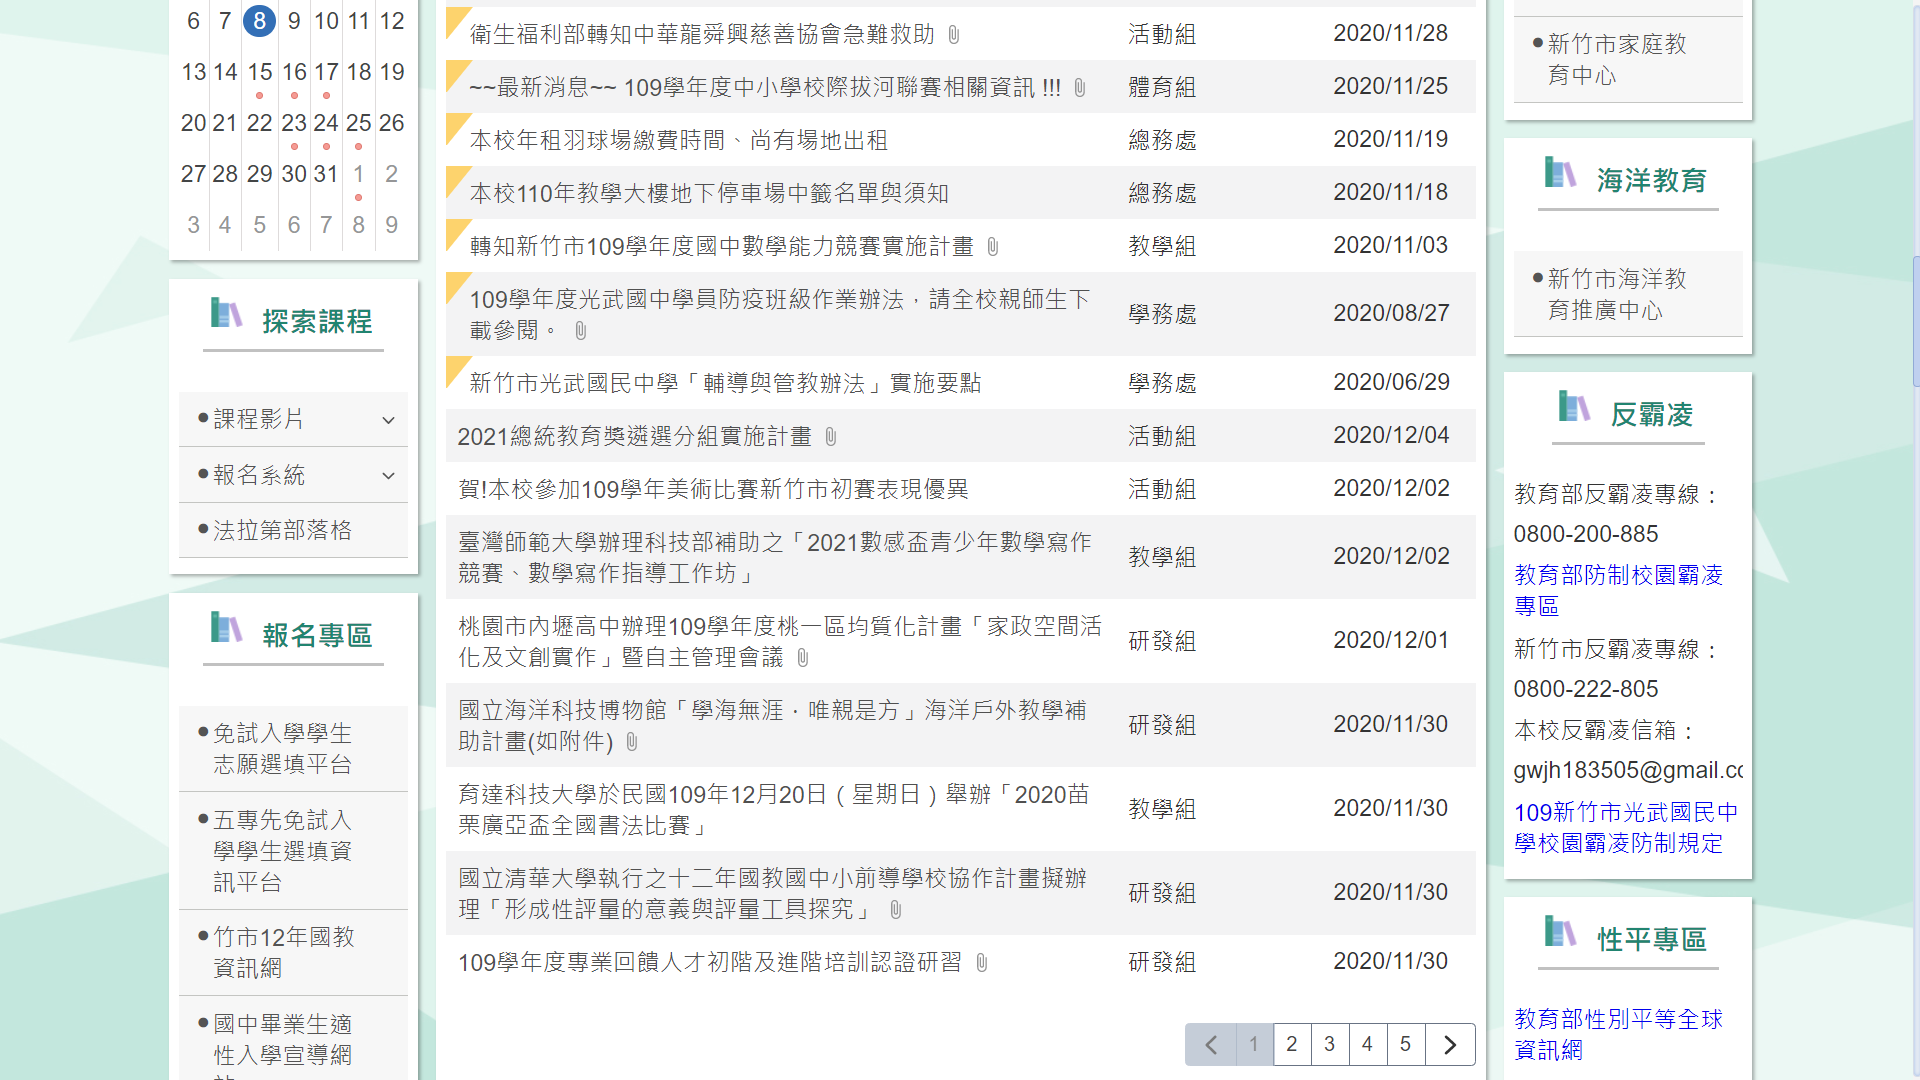 6 7 8 9 10 11 12
13 14 15 16 17 18 19
20 21 22 23 24 25 26
27 28 29 30 31 1 2
3 4 5 6 7 8 9
探索課程
課程影片
報名系統
法拉第部落格
報名專區
免試入學學生
志願選填平台
五專先免試入
學學生選填資
訊平台
竹市12年國教
資訊網
國中畢業生適
性入學宣導網
衛生福利部轉知中華龍舜興慈善協會急難救助 活動組 2020/11/28
~~最新消息~~ 109學年度中小學校際拔河聯賽相關資訊 !!! 體育組 2020/11/25
本校年租羽球場繳費時間、尚有場地出租 總務處 2020/11/19
本校110年教學大樓地下停車場中籤名單與須知 總務處 2020/11/18
轉知新竹市109學年度國中數學能力競賽實施計畫 教學組 2020/11/03
109學年度光武國中學員防疫班級作業辦法，請全校親師生下
載參閱。 學務處 2020/08/27
新竹市光武國民中學「輔導與管教辦法」實施要點 學務處 2020/06/29
2021總統教育獎遴選分組實施計畫 活動組 2020/12/04
賀!本校參加109學年美術比賽新竹市初賽表現優異 活動組 2020/12/02
臺灣師範大學辦理科技部補助之「2021數感盃青少年數學寫作
競賽、數學寫作指導工作坊」 教學組 2020/12/02
桃園市內壢高中辦理109學年度桃一區均質化計畫「家政空間活
化及文創實作」暨自主管理會議 研發組 2020/12/01
國立海洋科技博物館「學海無涯．唯親是方」海洋戶外教學補
助計畫(如附件) 研發組 2020/11/30
育達科技大學於民國109年12月20日（星期日）舉辦「2020苗
栗廣亞盃全國書法比賽」 教學組 2020/11/30
國立清華大學執行之十二年國教國中小前導學校協作計畫擬辦
理「形成性評量的意義與評量工具探究」 研發組 2020/11/30
109學年度專業回饋人才初階及進階培訓認證研習 研發組 2020/11/30
1 2 3 4 5
新竹市家庭教
育中心
海洋教育
新竹市海洋教
育推廣中心
反霸凌
教育部反霸凌專線：
0800-200-885
教育部防制校園霸凌
專區
新竹市反霸凌專線：
0800-222-805
本校反霸凌信箱：
gwjh183505@gmail.co
109新竹市光武國民中
學校園霸凌防制規定
性平專區
教育部性別平等全球
資訊網